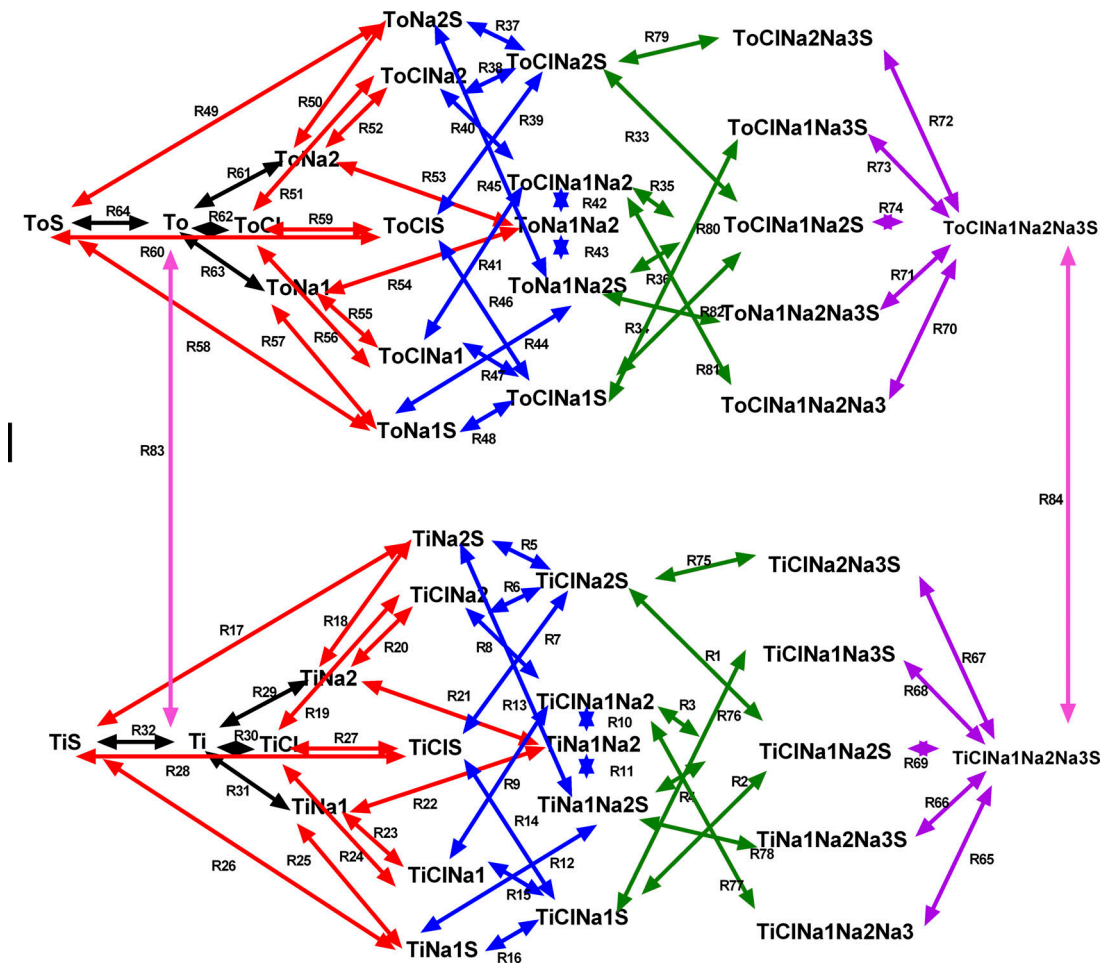 ToNa2S
R37
R79
ToClNa2Na3S
ToClNa2S
R38
ToClNa2
R49
R50
R52
R40
R39
R33
R72
ToClNa1Na3S
ToNa2
R61
R53
R45
R35
R73
ToClNa1Na2
R51
R42
R64
R62
R59
R74
ToS
To
ToCl
ToClS
ToNa1Na2
ToClNa1Na2S
ToClNa1Na2Na3S
R80
R60
R63
R54
R41
R43
R36
R71
ToNa1
ToNa1Na2S
R46
R55
R82
ToNa1Na2Na3S
R58
R57
R56
R44
R34
R70
ToClNa1
R47
R81
ToClNa1S
ToClNa1Na2Na3
ToNa1S
R48
R83
R84
TiNa2S
R5
R75
TiClNa2Na3S
R6
TiClNa2S
TiClNa2
R17
R18
R20
R8
R7
R1
R67
TiClNa1Na3S
TiNa2
R29
R21
R13
R68
TiClNa1Na2
R3
R19
R10
R76
R32
R30
R27
TiS
Ti
TiCl
TiClS
TiNa1Na2
TiClNa1Na2S
R69
TiClNa1Na2Na3S
R28
R11
R31
R9
R2
R4
TiNa1
R22
TiNa1Na2S
R66
R14
R23
TiNa1Na2Na3S
R26
R25
R24
R12
R78
R65
TiClNa1
R15
R77
TiClNa1S
TiClNa1Na2Na3
TiNa1S
R16